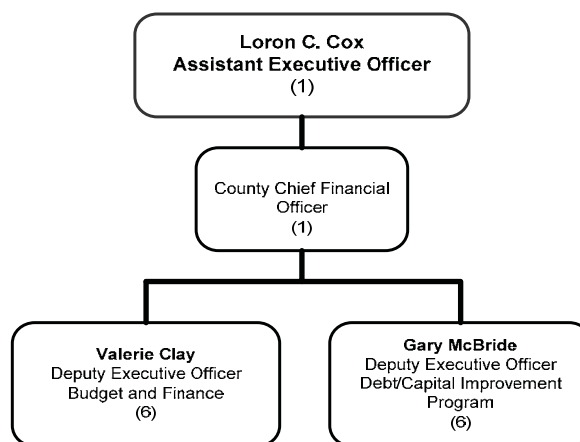 Loron C. Cox
Assistant Executive Officer
(1)
County Chief Financial
Officer
(1)
Valerie Clay
Deputy Executive Officer
Budget and Finance
(6)
Gary McBride
Deputy Executive Officer
Debt/Capital Improvement
Program
(6)